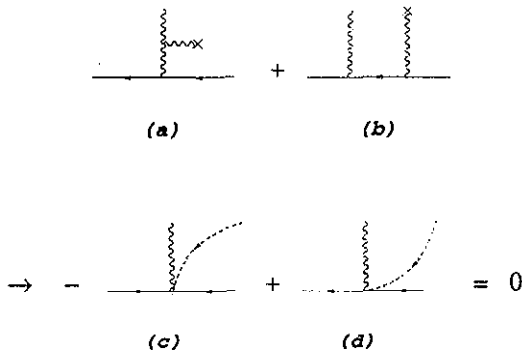 +
(a) (b)
→ - + = 0
(c) (d)